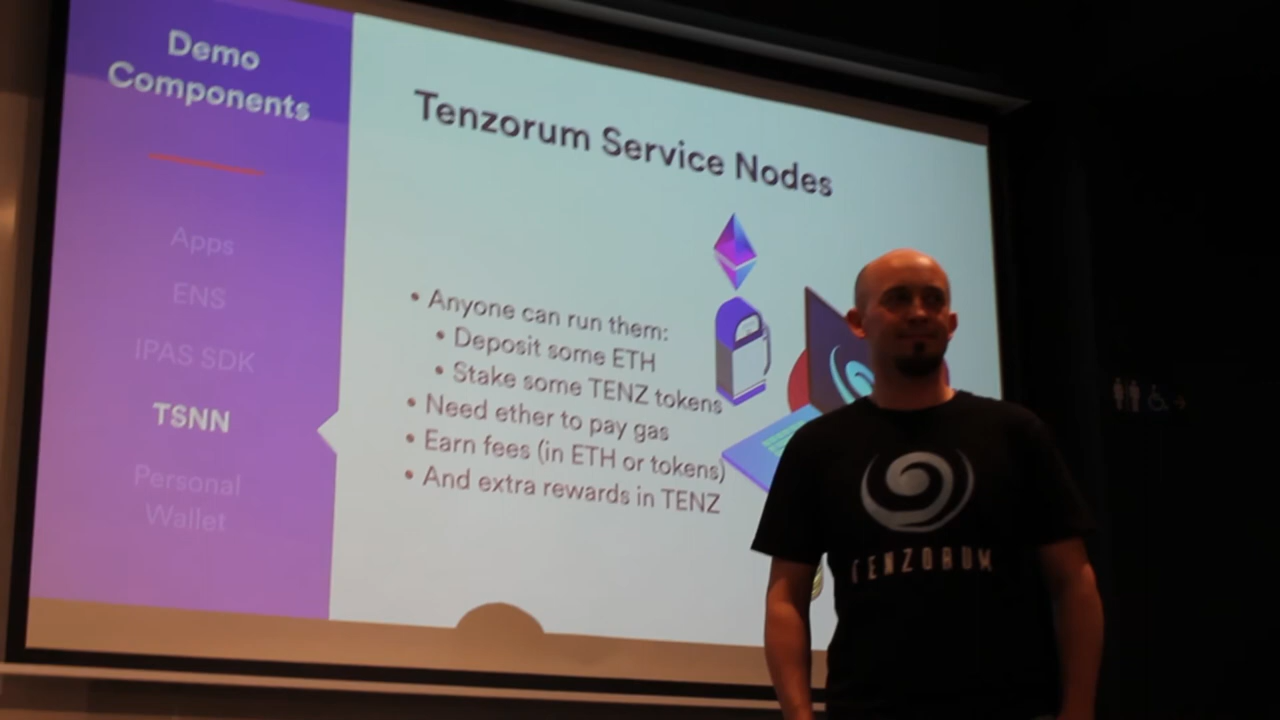 Demo
Components
Apps
ENS
IPAS SDK
TSNN
Personal
Wallet
Tenzorum Service Nodes
• Anyone can run them:
• Deposit some ETH
• Stake some TENZ tokens
• Need ether to pay gas
• Earn fees (in ETH or tokens)
• And extra rewards in TENZ
TENZORUM